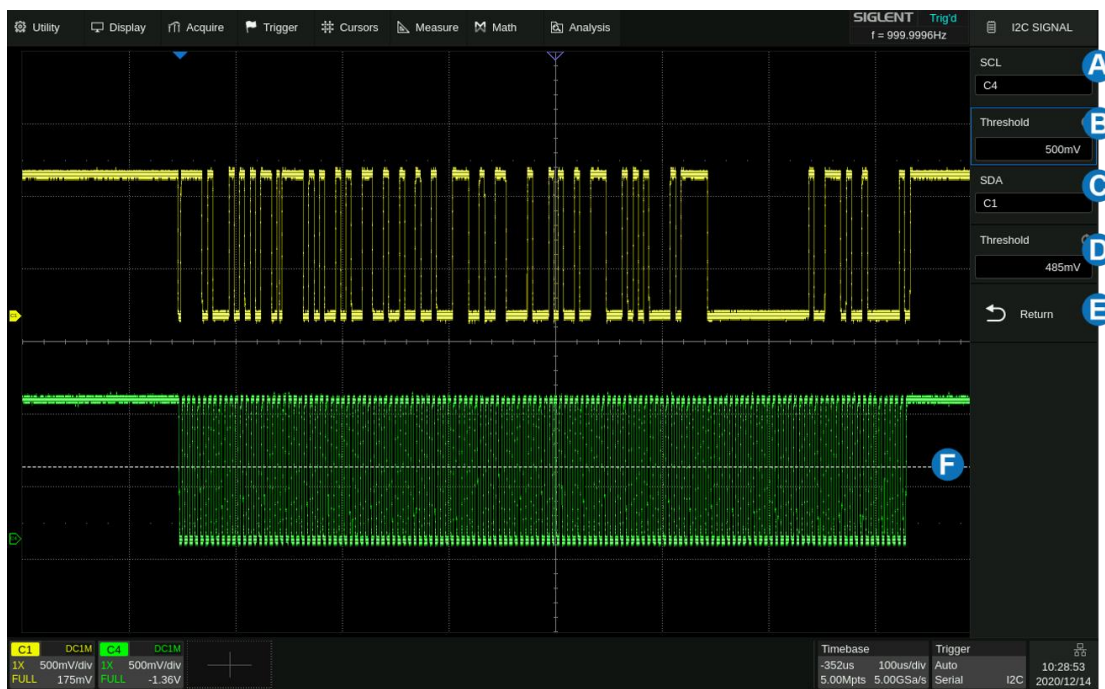 Utility Display Acquire Trigger Cursors Measure Math Analysis
SIGLENT Trig'd
f = 999.9996Hz
I2C SIGNAL
SCL A
C4
Threshold B
500mV
SDA C
C1
Threshold D
485mV
Return E
F
C1 DC1M
1X 500mV/div
FULL 175mV
C4 DC1M
1X 500mV/div
FULL -1.36V
Timebase
-352us 100us/div
5.00Mpts 5.00GSa/s
Trigger
Auto
Serial I2C
10:28:53
2020/12/14